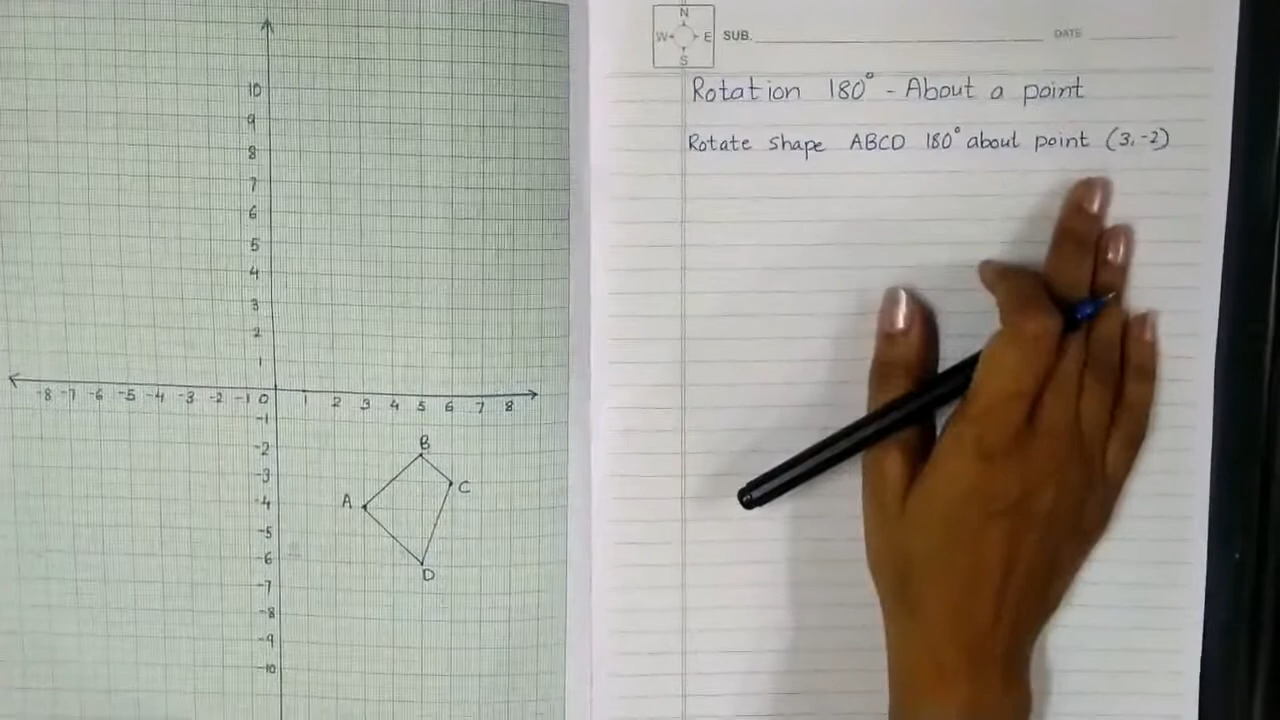 N
W E SUB. DATE
S
Rotation 180° - About a point
Rotate shape ABCD 180° about point (3,-2)
10
9
8
7
6
5
4
3
2
1
-8 -7 -6 -5 -4 -3 -2 -1 0 1 2 3 4 5 6 7 8
-1
-2
B
-3
C
-4
A
-5
-6
D
-7
-8
-9
-10